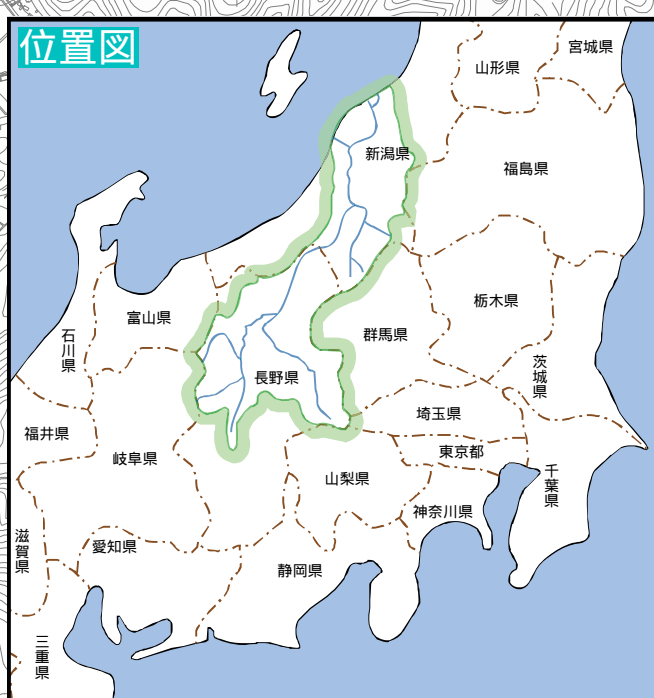 位置図
宮城県
山形県
新潟県
福島県
栃木県
富山県
群馬県
石川県
茨城県
長野県
埼玉県
福井県
東京都
岐阜県
山梨県
千葉県
神奈川県
滋賀県
愛知県
静岡県
三重県